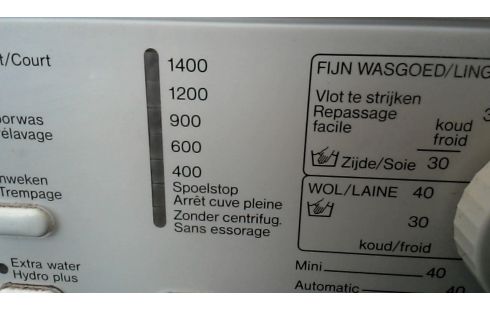 t/Court
orwas
élavage
nweken
Trempage
Extra water
Hydro plus
1400
1200
900
600
400
Spoelstop
Arrêt cuve pleine
Zonder centrifug.
Sans essorage
FIJN WASGOED/LING
Vlot te strijken
Repassage
facile
koud
froid
Zijde/Soie 30
WOL/LAINE 40
30
koud/froid
Mini 40
Automatic 40